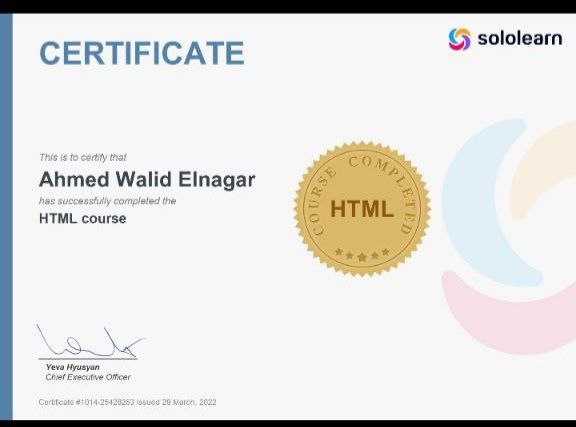 CERTIFICATE
sololearn
This is to certify that
Ahmed Walid Elnagar
has successfully completed the
HTML course
COURSE COMPLETED
HTML
Yeva Hyusyan
Chief Executive Officer
Certificate #1014-25428263 Issued 28 March, 2022